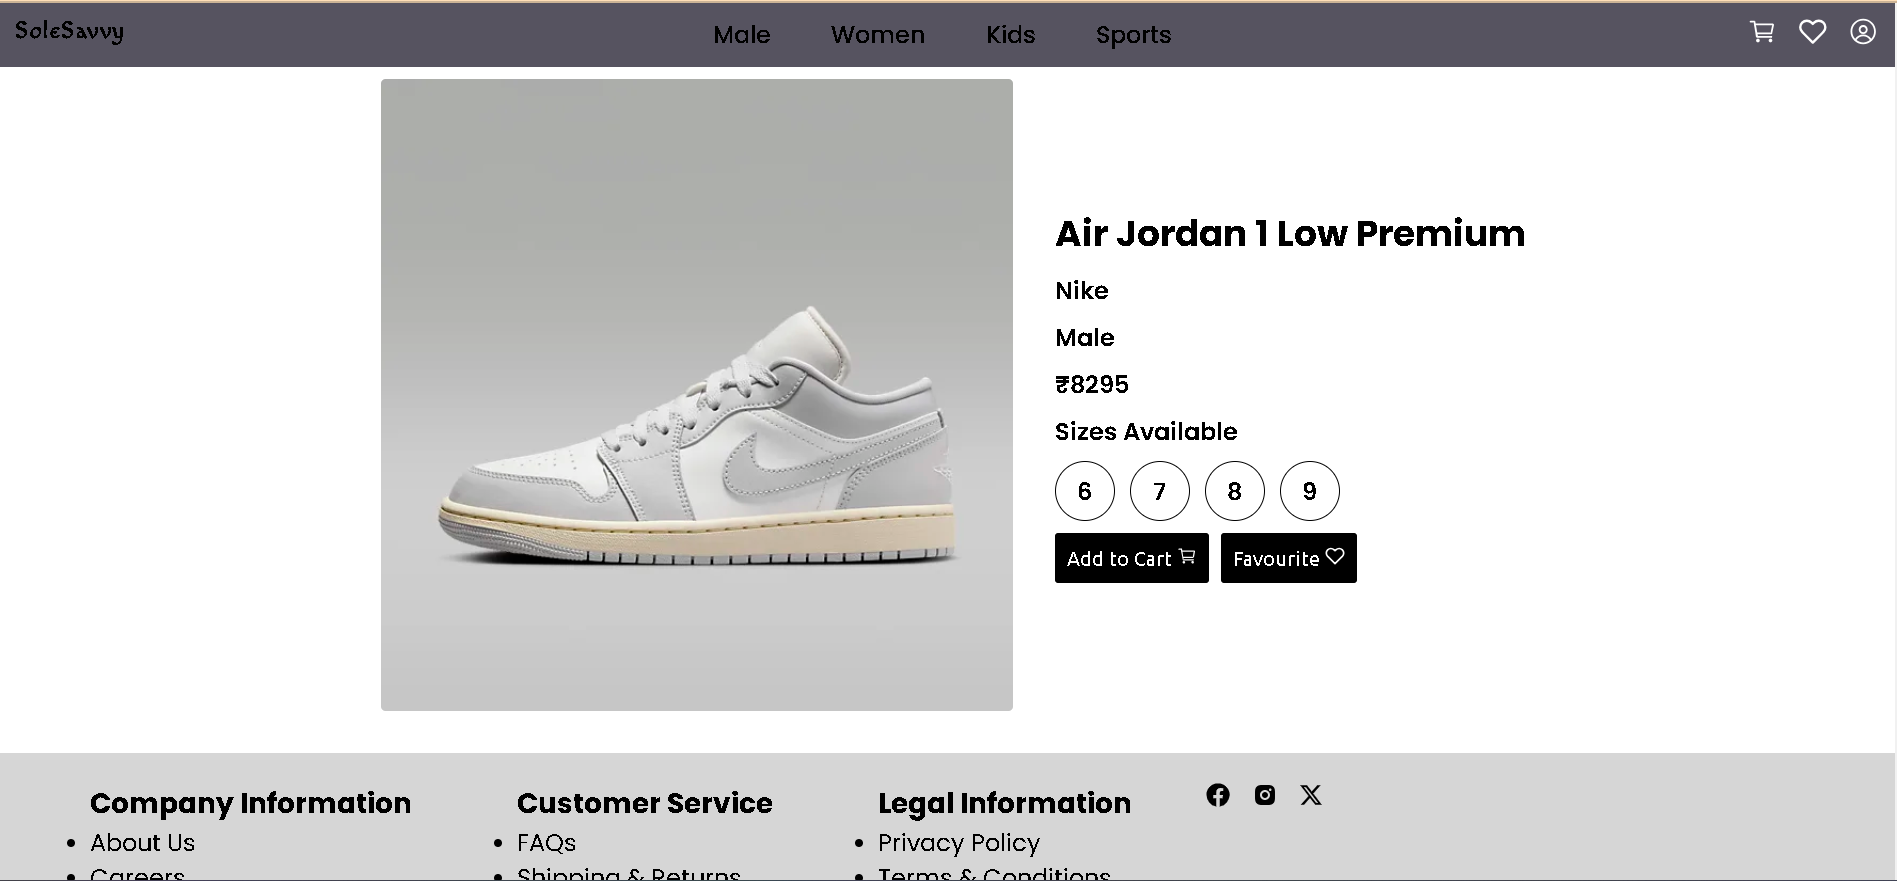 SoleSavvy
Male Women Kids Sports
Air Jordan 1 Low Premium
Nike
Male
₹8295
Sizes Available
6 7 8 9
Add to Cart Favourite
Company Information Customer Service Legal Information
About Us FAQs Privacy Policy
Careers Shipping & Returns Terms & Conditions